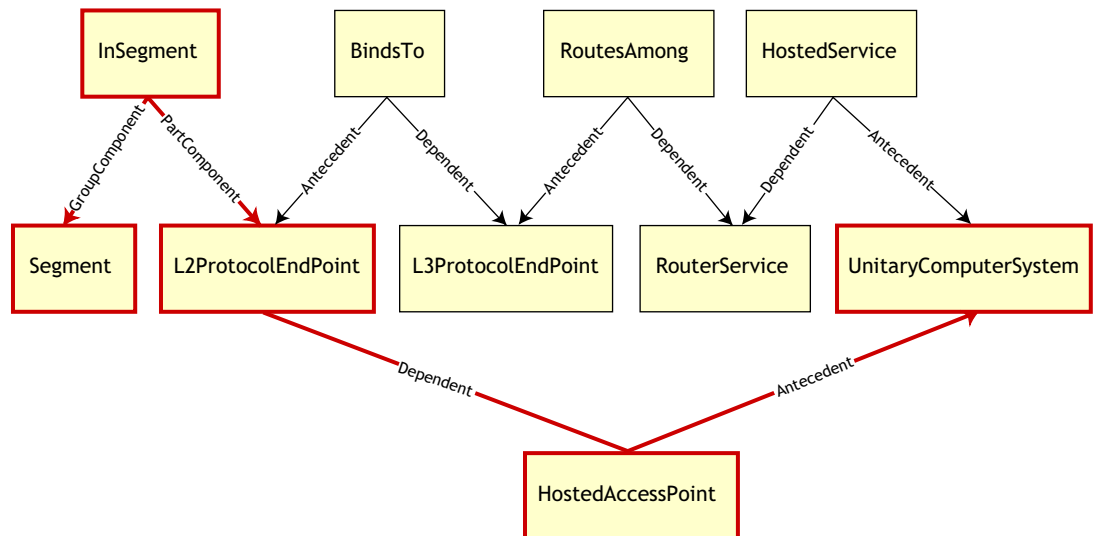 InSegment
BindsTo
RoutesAmong
HostedService
GroupComponent
PartComponent
Antecedent
Dependent
Antecedent
Dependent
Dependent
Antecedent
Segment
L2ProtocolEndPoint
L3ProtocolEndPoint
RouterService
UnitaryComputerSystem
Dependent
Antecedent
HostedAccessPoint